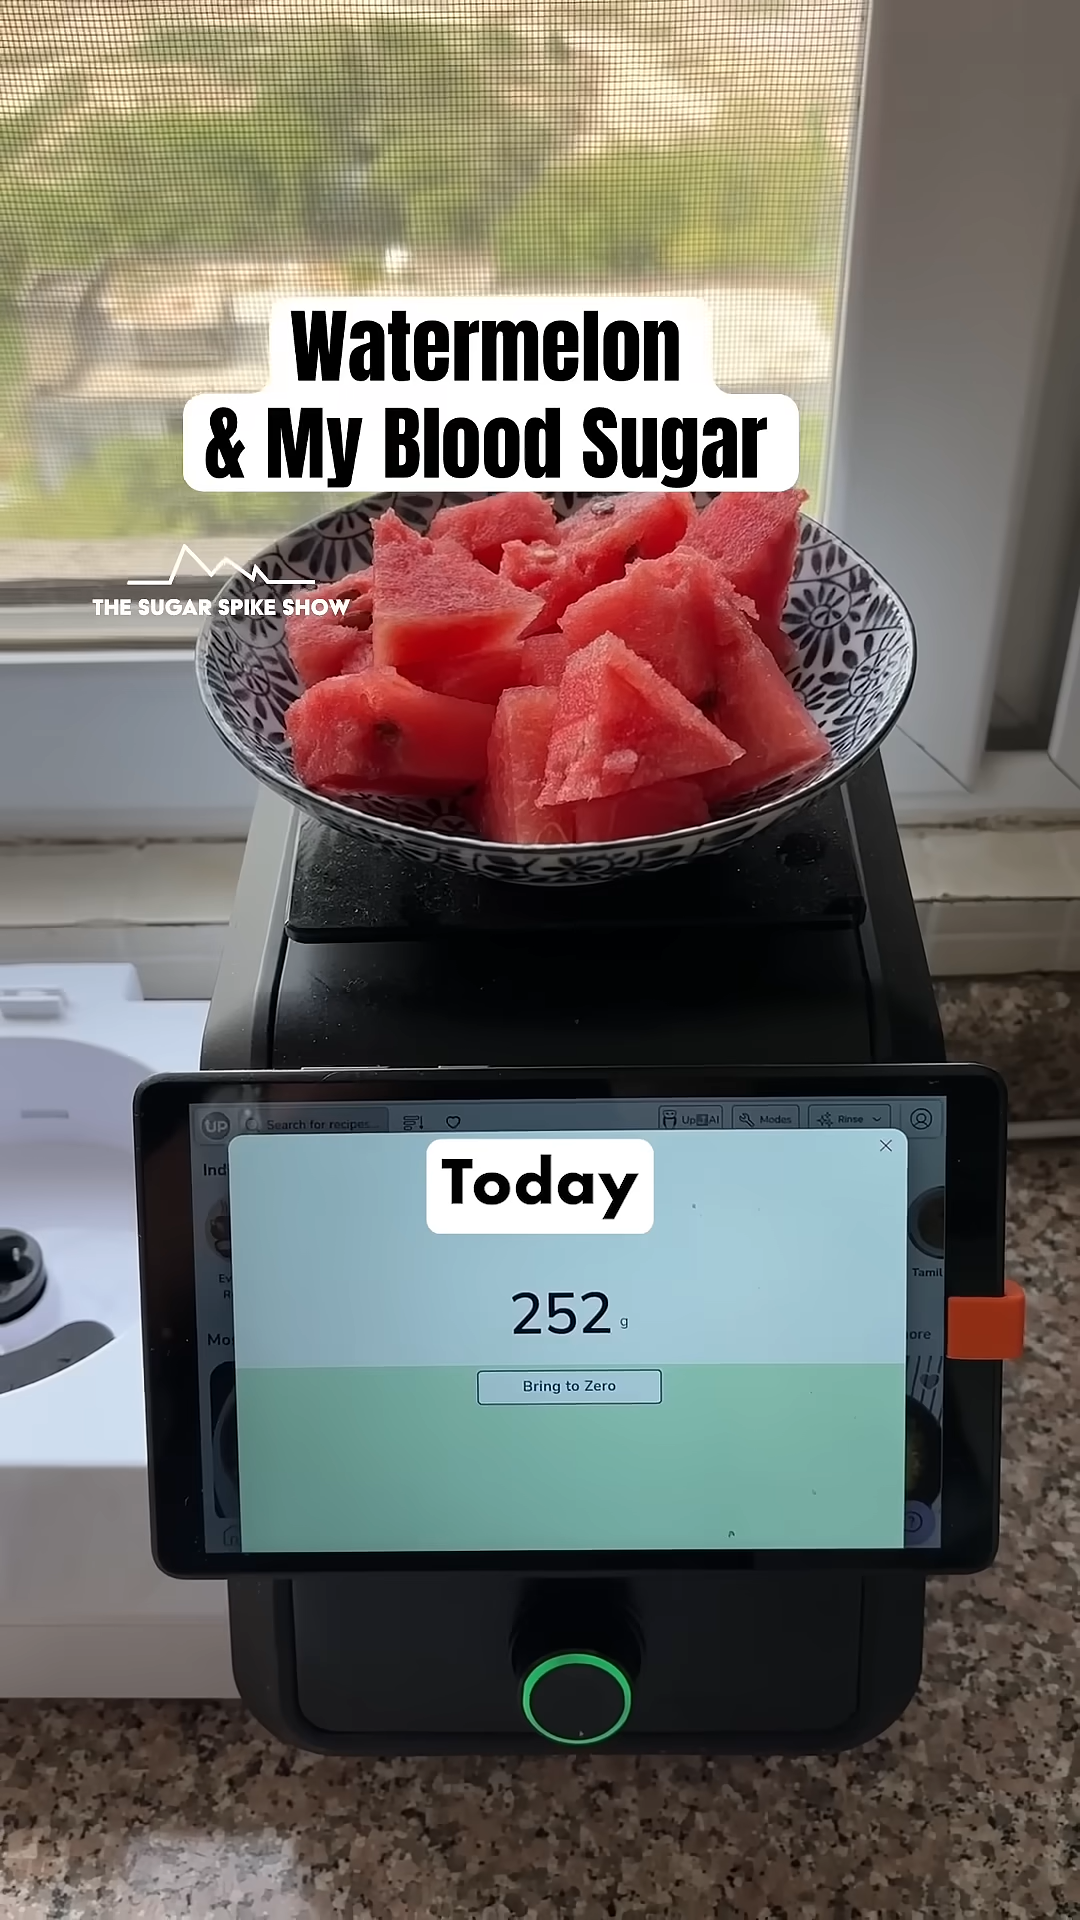 Watermelon
& My Blood Sugar
THE SUGAR SPIKE SHOW
UP
Search for recipes...
Modes
Rinse
Today
Tamil
252 g
Bring to Zero